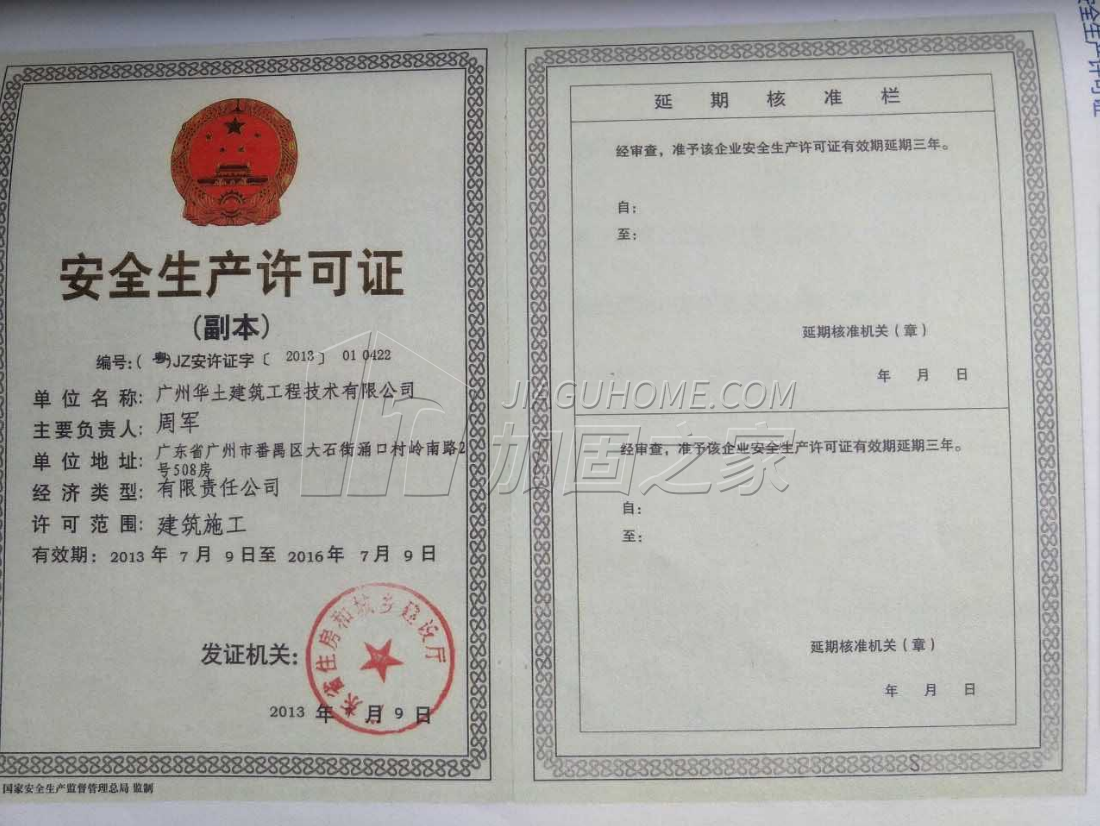 安全生产许可证
(副本)
编号:(粤)JZ安许证字〔2013〕010422
单位名称: 广州华土建筑工程技术有限公司
主要负责人: 周军
单位地址: 广东省广州市番禺区大石街涌口村岭南路2
号508房
经济类型: 有限责任公司
许可范围: 建筑施工
有效期: 2013年7月9日至2016年7月9日
发证机关:
广东省住房和城乡建设厅
2013年 月9日
国家安全生产监督管理总局 监制
延期核准栏
经审查，准予该企业安全生产许可证有效期延期三年。
自:
至:
延期核准机关(章)
年 月 日
经审查，准予该企业安全生产许可证有效期延期三年。
自:
至:
延期核准机关(章)
年 月 日
JIAGUHOME.COM
加固之家
安全生产许可证